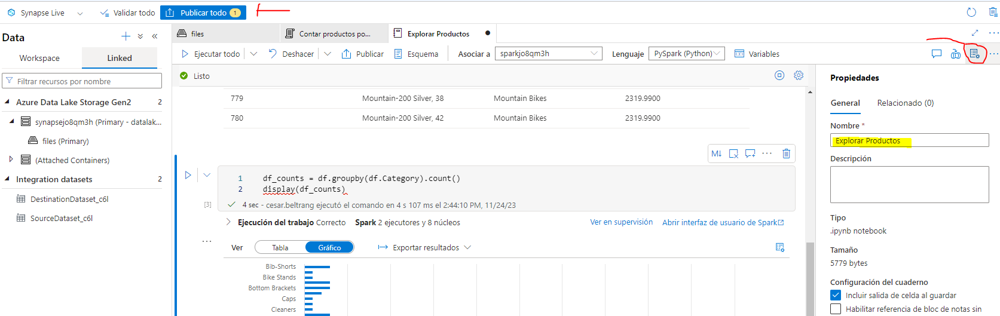 Synapse Live
Validar todo
Publicar todo 1
Data
Workspace
Linked
Filtrar recursos por nombre
Azure Data Lake Storage Gen2 2
synapsejo8qm3h (Primary - datalak...
files (Primary)
(Attached Containers)
Integration datasets 2
DestinationDataset_c6l
SourceDataset_c6l
files
Contar productos po...
Explorar Productos
Ejecutar todo
Deshacer
Publicar
Esquema
Asociar a
sparkjo8qm3h
Lenguaje
PySpark (Python)
Variables
Listo
779 Mountain-200 Silver, 38 Mountain Bikes 2319.9900
780 Mountain-200 Silver, 42 Mountain Bikes 2319.9900
M↓
1 df_counts = df.groupby(df.Category).count()
2 display(df_counts)
[3]
4 sec - cesar.beltrang ejecutó el comando en 4 s 107 ms el 2:44:10 PM, 11/24/23
Ejecución del trabajo Correcto Spark 2 ejecutores y 8 núcleos
Ver en supervisión
Abrir interfaz de usuario de Spark
Ver
Tabla
Gráfico
Exportar resultados
Bib-Shorts
Bike Stands
Bottom Brackets
Caps
Cleaners
Propiedades
General
Relacionado (0)
Nombre *
Explorar Productos
Descripción
Tipo
.ipynb notebook
Tamaño
5779 bytes
Configuración del cuaderno
Incluir salida de celda al guardar
Habilitar referencia de bloc de notas sin